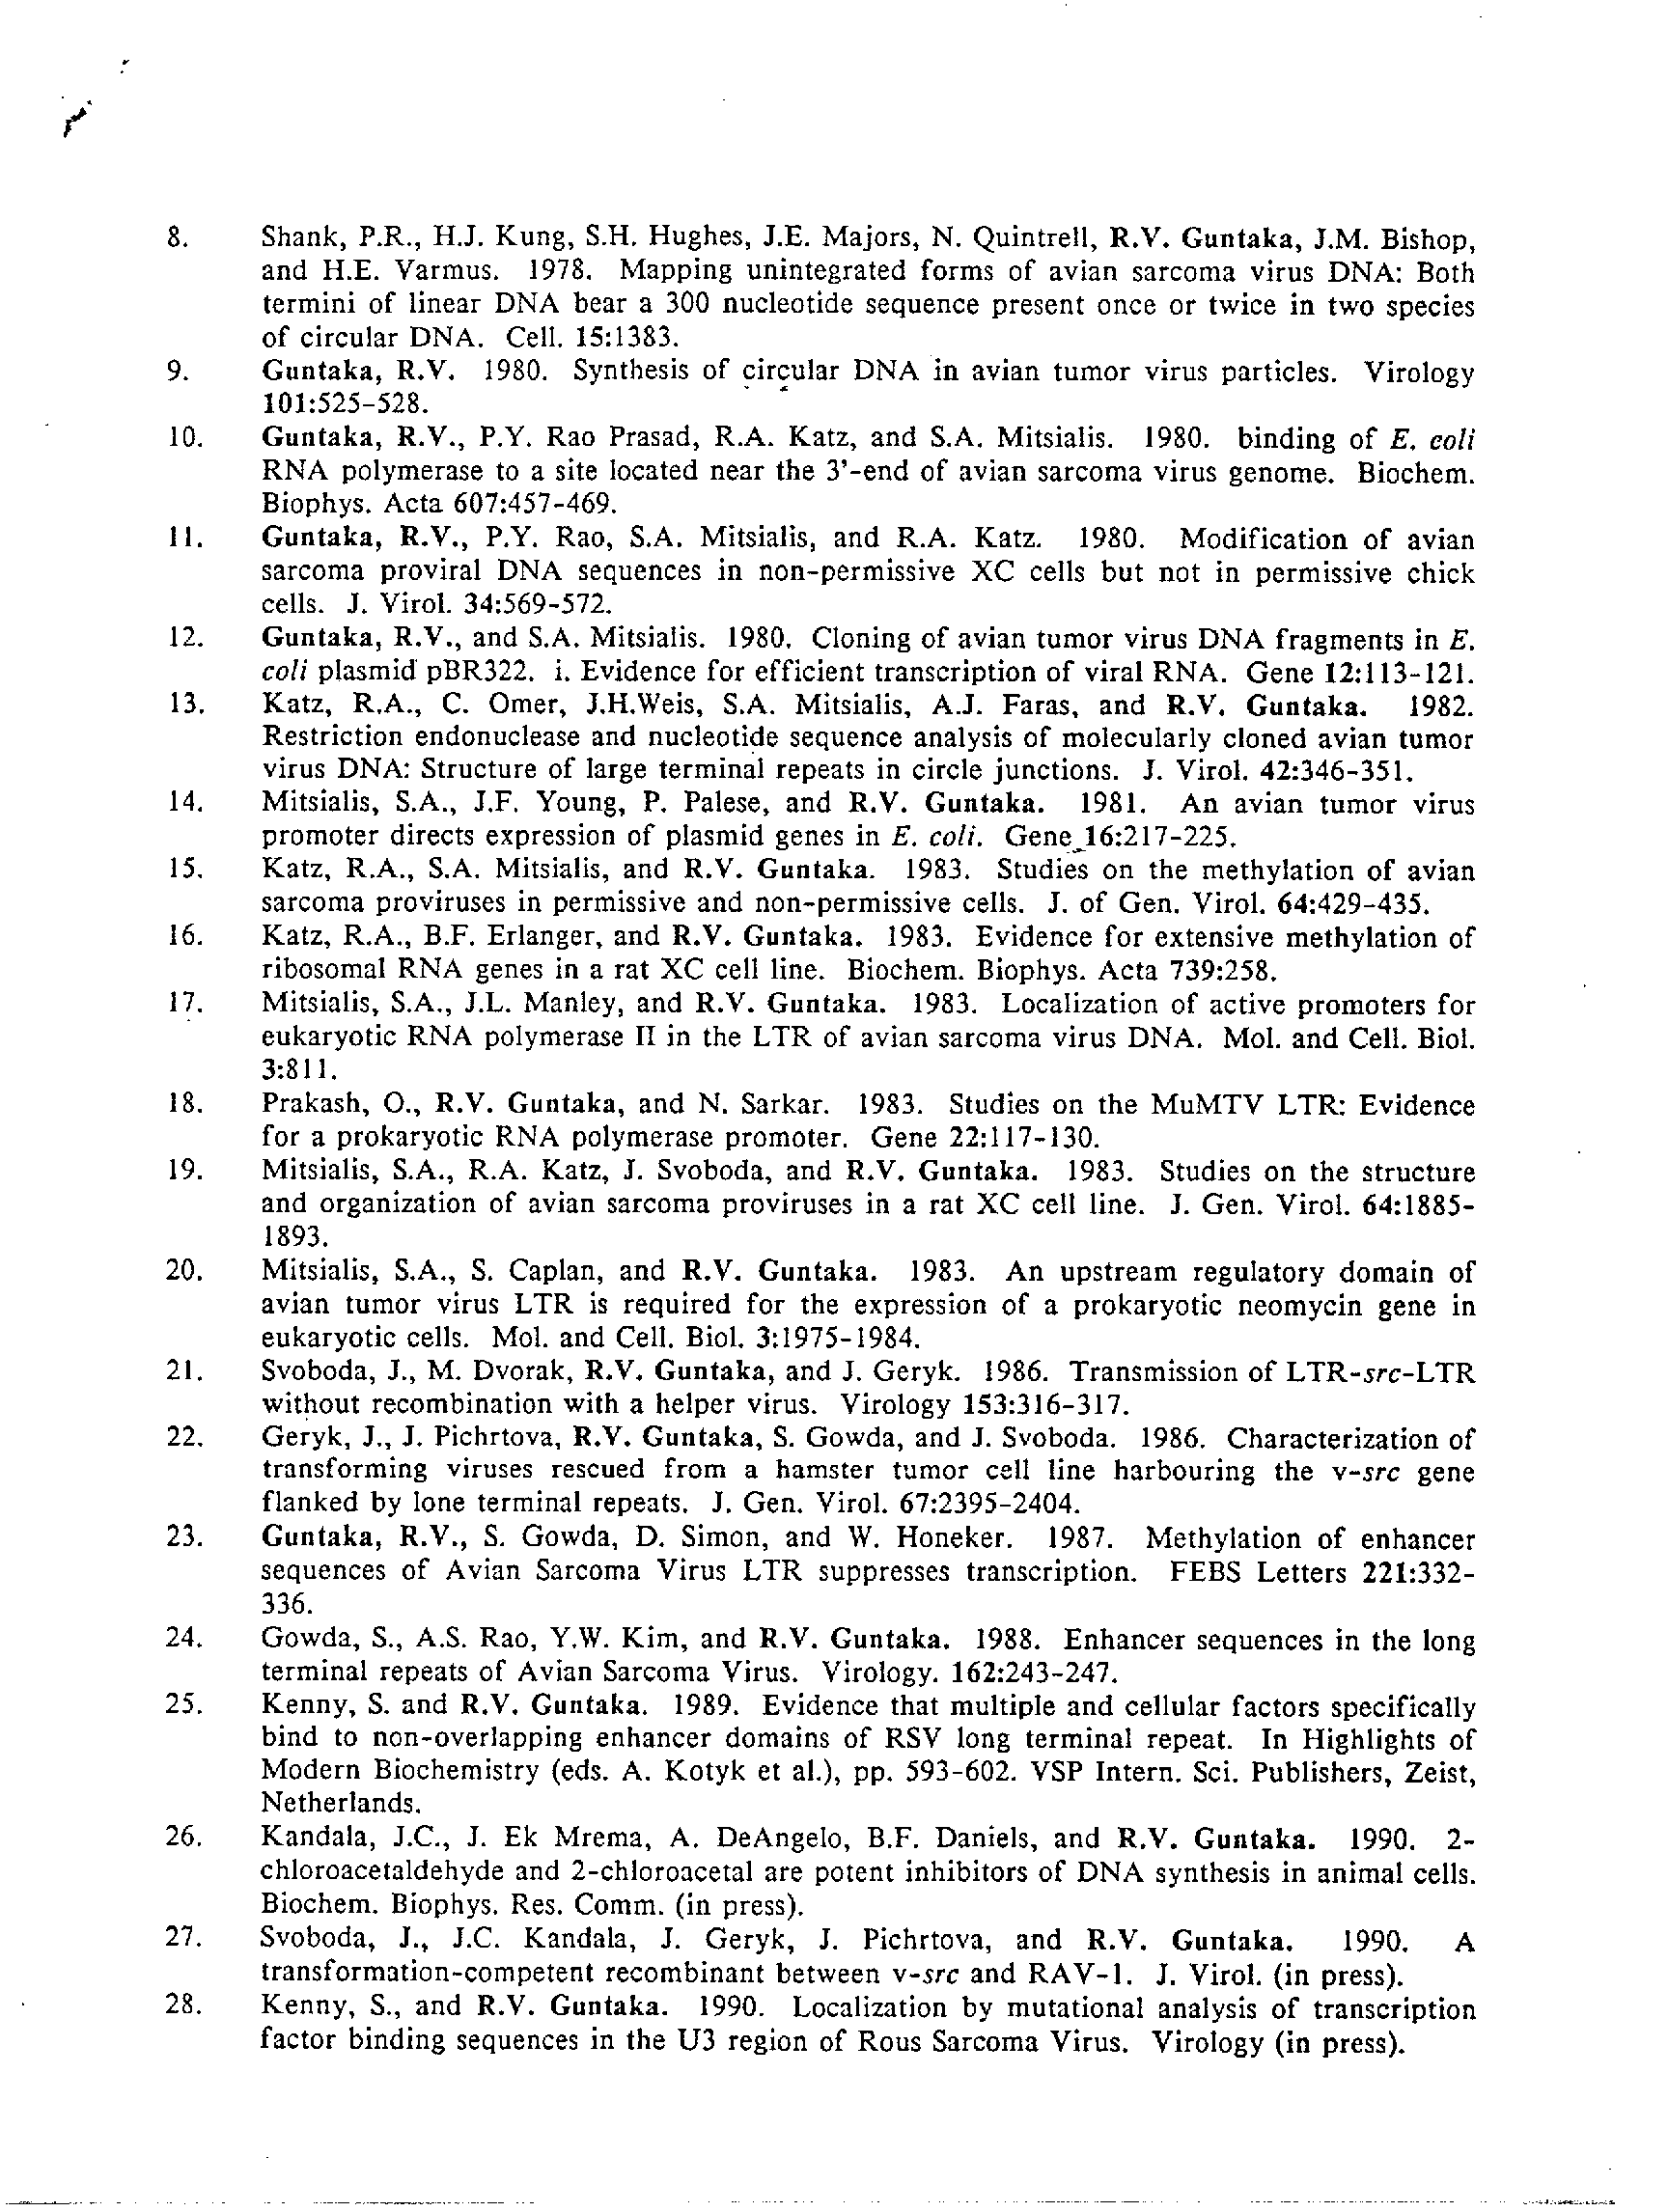 8. Shank, P.R., H.J. Kung, S.H. Hughes, J.E. Majors, N. Quintrell, R.V. Guntaka, J.M. Bishop,
and H.E. Varmus. 1978. Mapping unintegrated forms of avian sarcoma virus DNA: Both
termini of linear DNA bear a 300 nucleotide sequence present once or twice in two species
of circular DNA. Cell. 15:1383.
9. Guntaka, R.V. 1980. Synthesis of circular DNA in avian tumor virus particles. Virology
101:525-528.
10. Guntaka, R.V., P.Y. Rao Prasad, R.A. Katz, and S.A. Mitsialis. 1980. binding of E. coli
RNA polymerase to a site located near the 3'-end of avian sarcoma virus genome. Biochem.
Biophys. Acta 607:457-469.
11. Guntaka, R.V., P.Y. Rao, S.A. Mitsialis, and R.A. Katz. 1980. Modification of avian
sarcoma proviral DNA sequences in non-permissive XC cells but not in permissive chick
cells. J. Virol. 34:569-572.
12. Guntaka, R.V., and S.A. Mitsialis. 1980. Cloning of avian tumor virus DNA fragments in E.
coli plasmid pBR322. i. Evidence for efficient transcription of viral RNA. Gene 12:113-121.
13. Katz, R.A., C. Omer, J.H.Weis, S.A. Mitsialis, A.J. Faras, and R.V. Guntaka. 1982.
Restriction endonuclease and nucleotide sequence analysis of molecularly cloned avian tumor
virus DNA: Structure of large terminal repeats in circle junctions. J. Virol. 42:346-351.
14. Mitsialis, S.A., J.F. Young, P. Palese, and R.V. Guntaka. 1981. An avian tumor virus
promoter directs expression of plasmid genes in E. coli. Gene 16:217-225.
15. Katz, R.A., S.A. Mitsialis, and R.V. Guntaka. 1983. Studies on the methylation of avian
sarcoma proviruses in permissive and non-permissive cells. J. of Gen. Virol. 64:429-435.
16. Katz, R.A., B.F. Erlanger, and R.V. Guntaka. 1983. Evidence for extensive methylation of
ribosomal RNA genes in a rat XC cell line. Biochem. Biophys. Acta 739:258.
17. Mitsialis, S.A., J.L. Manley, and R.V. Guntaka. 1983. Localization of active promoters for
eukaryotic RNA polymerase II in the LTR of avian sarcoma virus DNA. Mol. and Cell. Biol.
3:811.
18. Prakash, O., R.V. Guntaka, and N. Sarkar. 1983. Studies on the MuMTV LTR: Evidence
for a prokaryotic RNA polymerase promoter. Gene 22:117-130.
19. Mitsialis, S.A., R.A. Katz, J. Svoboda, and R.V. Guntaka. 1983. Studies on the structure
and organization of avian sarcoma proviruses in a rat XC cell line. J. Gen. Virol. 64:1885-
1893.
20. Mitsialis, S.A., S. Caplan, and R.V. Guntaka. 1983. An upstream regulatory domain of
avian tumor virus LTR is required for the expression of a prokaryotic neomycin gene in
eukaryotic cells. Mol. and Cell. Biol. 3:1975-1984.
21. Svoboda, J., M. Dvorak, R.V. Guntaka, and J. Geryk. 1986. Transmission of LTR-src-LTR
without recombination with a helper virus. Virology 153:316-317.
22. Geryk, J., J. Pichrtova, R.V. Guntaka, S. Gowda, and J. Svoboda. 1986. Characterization of
transforming viruses rescued from a hamster tumor cell line harbouring the v-src gene
flanked by lone terminal repeats. J. Gen. Virol. 67:2395-2404.
23. Guntaka, R.V., S. Gowda, D. Simon, and W. Honeker. 1987. Methylation of enhancer
sequences of Avian Sarcoma Virus LTR suppresses transcription. FEBS Letters 221:332-
336.
24. Gowda, S., A.S. Rao, Y.W. Kim, and R.V. Guntaka. 1988. Enhancer sequences in the long
terminal repeats of Avian Sarcoma Virus. Virology. 162:243-247.
25. Kenny, S. and R.V. Guntaka. 1989. Evidence that multiple and cellular factors specifically
bind to non-overlapping enhancer domains of RSV long terminal repeat. In Highlights of
Modern Biochemistry (eds. A. Kotyk et al.), pp. 593-602. VSP Intern. Sci. Publishers, Zeist,
Netherlands.
26. Kandala, J.C., J. Ek Mrema, A. DeAngelo, B.F. Daniels, and R.V. Guntaka. 1990. 2-
chloroacetaldehyde and 2-chloroacetal are potent inhibitors of DNA synthesis in animal cells.
Biochem. Biophys. Res. Comm. (in press).
27. Svoboda, J., J.C. Kandala, J. Geryk, J. Pichrtova, and R.V. Guntaka. 1990. A
transformation-competent recombinant between v-src and RAV-1. J. Virol. (in press).
28. Kenny, S., and R.V. Guntaka. 1990. Localization by mutational analysis of transcription
factor binding sequences in the U3 region of Rous Sarcoma Virus. Virology (in press).